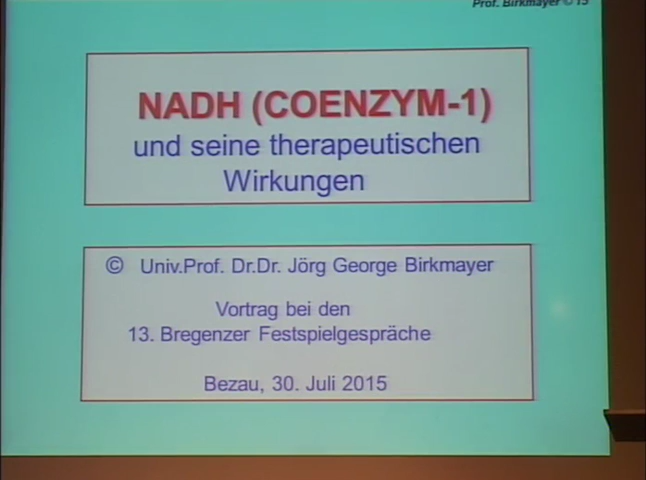 Prof. Birkmayer © 15
NADH (COENZYM-1)
und seine therapeutischen
Wirkungen
© Univ.Prof. Dr.Dr. Jörg George Birkmayer
Vortrag bei den
13. Bregenzer Festspielgespräche
Bezau, 30. Juli 2015